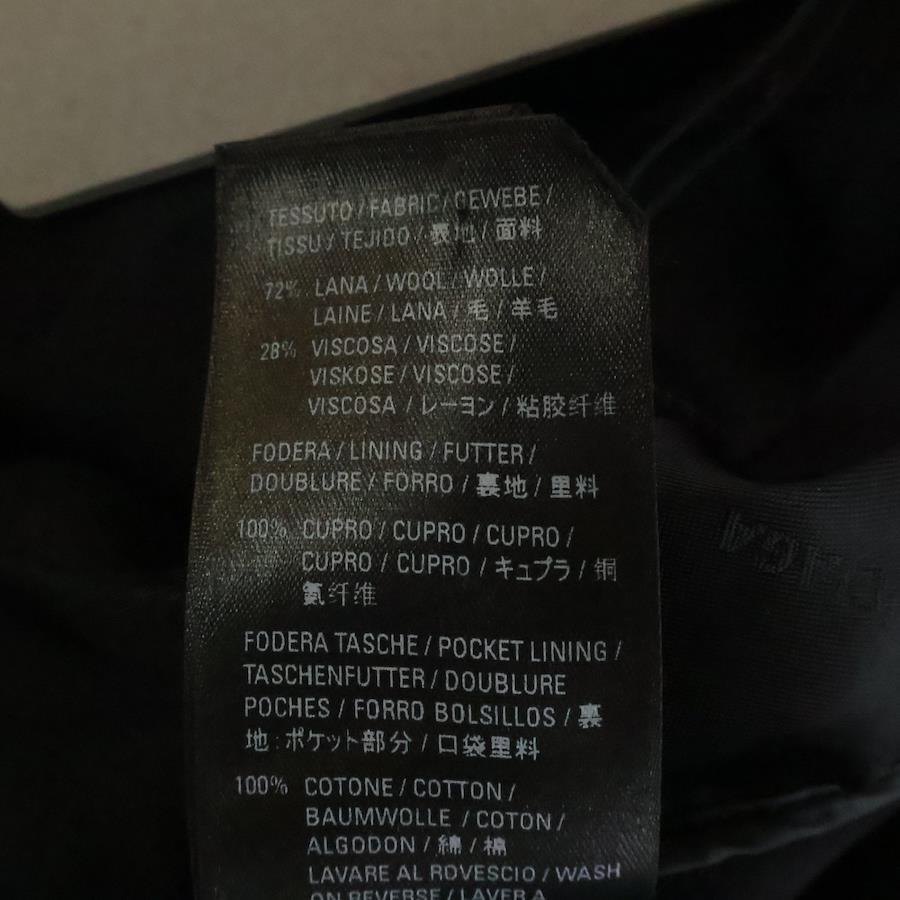 TESSUTO / FABRIC / GEWEBE /
TISSU / TEJIDO / 表地 / 面料
72% LANA / WOOL / WOLLE /
LAINE / LANA / 毛 / 羊毛
28% VISCOSA / VISCOSE /
VISKOSE / VISCOSE /
VISCOSA / レーヨン / 粘胶纤维
FODERA / LINING / FUTTER /
DOUBLURE / FORRO / 裏地 / 里料
100% CUPRO / CUPRO / CUPRO /
CUPRO / CUPRO / キュプラ / 铜
氨纤维
FODERA TASCHE / POCKET LINING /
TASCHENFUTTER / DOUBLURE
POCHES / FORRO BOLSILLOS / 裏
地:ポケット部分 / 口袋里料
100% COTONE / COTTON /
BAUMWOLLE / COTON /
ALGODON / 綿 / 棉
LAVARE AL ROVESCIO / WASH
ON REVERSE / LAVER A